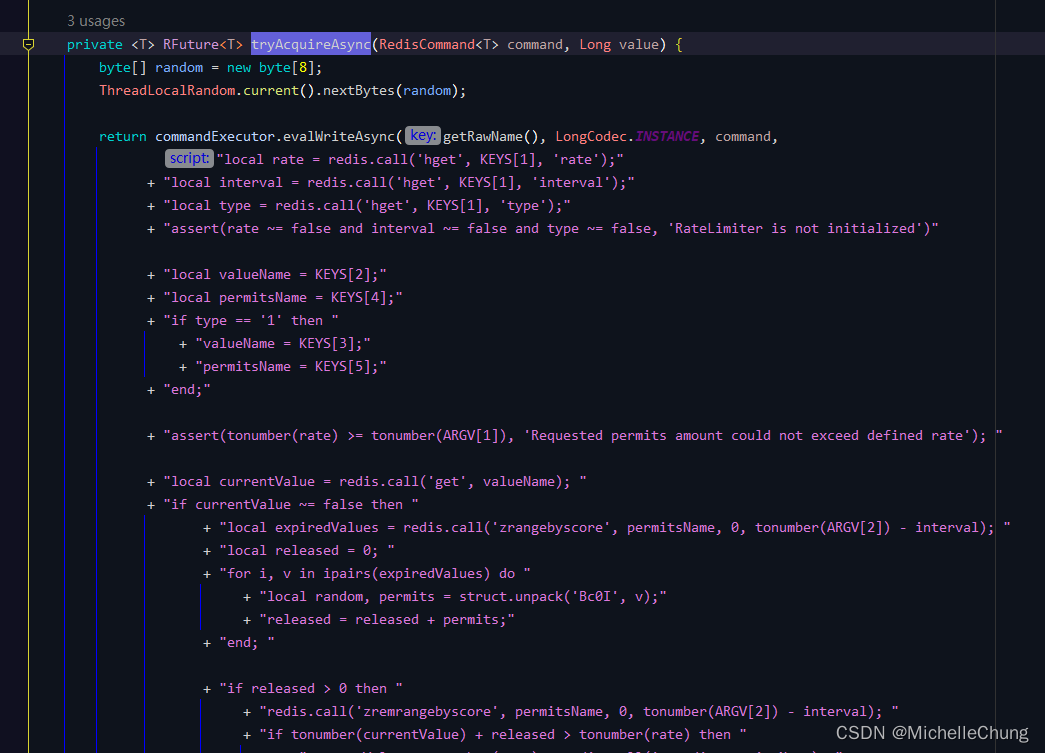 3 usages
private <T> RFuture<T> tryAcquireAsync(RedisCommand<T> command, Long value) {
byte[] random = new byte[8];
ThreadLocalRandom.current().nextBytes(random);
return commandExecutor.evalWriteAsync( key: getRawName(), LongCodec.INSTANCE, command,
script: "local rate = redis.call('hget', KEYS[1], 'rate');"
+ "local interval = redis.call('hget', KEYS[1], 'interval');"
+ "local type = redis.call('hget', KEYS[1], 'type');"
+ "assert(rate ~= false and interval ~= false and type ~= false, 'RateLimiter is not initialized')"
+ "local valueName = KEYS[2];"
+ "local permitsName = KEYS[4];"
+ "if type == '1' then "
+ "valueName = KEYS[3];"
+ "permitsName = KEYS[5];"
+ "end;"
+ "assert(tonumber(rate) >= tonumber(ARGV[1]), 'Requested permits amount could not exceed defined rate'); "
+ "local currentValue = redis.call('get', valueName); "
+ "if currentValue ~= false then "
+ "local expiredValues = redis.call('zrangebyscore', permitsName, 0, tonumber(ARGV[2]) - interval); "
+ "local released = 0; "
+ "for i, v in ipairs(expiredValues) do "
+ "local random, permits = struct.unpack('Bc0I', v);"
+ "released = released + permits;"
+ "end; "
+ "if released > 0 then "
+ "redis.call('zremrangebyscore', permitsName, 0, tonumber(ARGV[2]) - interval); "
+ "if tonumber(currentValue) + released > tonumber(rate) then "
CSDN @MichelleChung